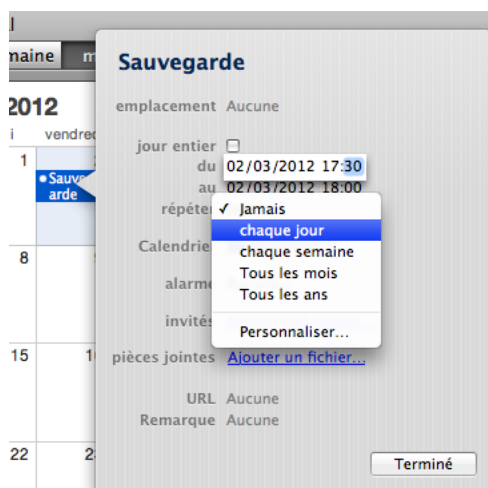 maine m
2012
i vendred
1
Sauve
arde
8
15
22
Sauvegarde
emplacement Aucune
jour entier
du 02/03/2012 17:30
au 02/03/2012 18:00
répéter ✓ Jamais
chaque jour
chaque semaine
Tous les mois
Tous les ans
Personnaliser...
Calendrie
alarme
invités
pièces jointes Ajouter un fichier...
URL Aucune
Remarque Aucune
Terminé